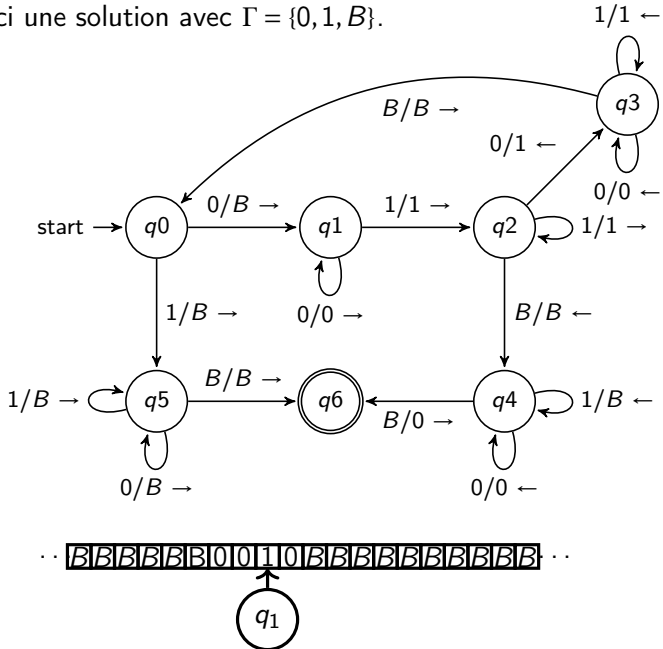 ci une solution avec Γ = {0, 1, B}.
1/1 ←
q3
B/B →
0/1 ←
0/0 ←
start
q0
0/B →
q1
1/1 →
q2
1/1 →
1/B →
0/0 →
B/B ←
1/B →
q5
B/B →
q6
B/0 →
q4
1/B ←
0/B →
0/0 ←
· · B B B B B B 0 0 1 0 B B B B B B B B B B · · ·
q1